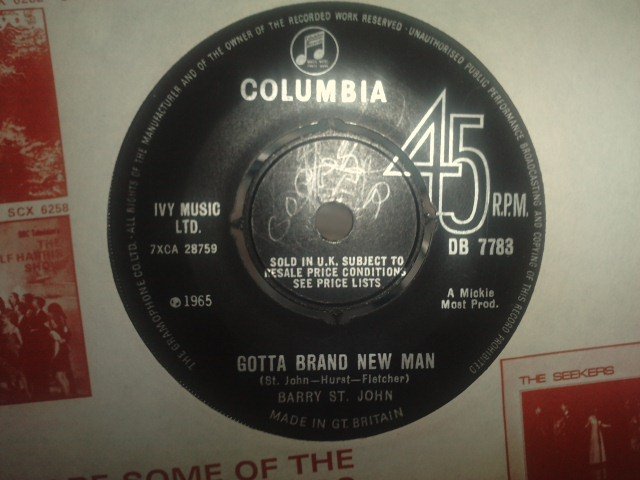 THE GRAMOPHONE CO LTD. · ALL RIGHTS OF THE MANUFACTURER AND OF THE OWNER OF THE RECORDED WORK RESERVED · UNAUTHORISED PUBLIC PERFORMANCE BROADCASTING AND COPYING OF THIS RECORD PROHIBITED
COLUMBIA
45
R.P.M.
IVY MUSIC
LTD.
7XCA 28759
DB 7783
SOLD IN U.K. SUBJECT TO
RESALE PRICE CONDITIONS
SEE PRICE LISTS
℗ 1965
A Mickie
Most Prod.
GOTTA BRAND NEW MAN
(St. John—Hurst—Fletcher)
BARRY ST. JOHN
MADE IN GT. BRITAIN
SCX 6258
THE
THE SEEKERS
SOME OF THE